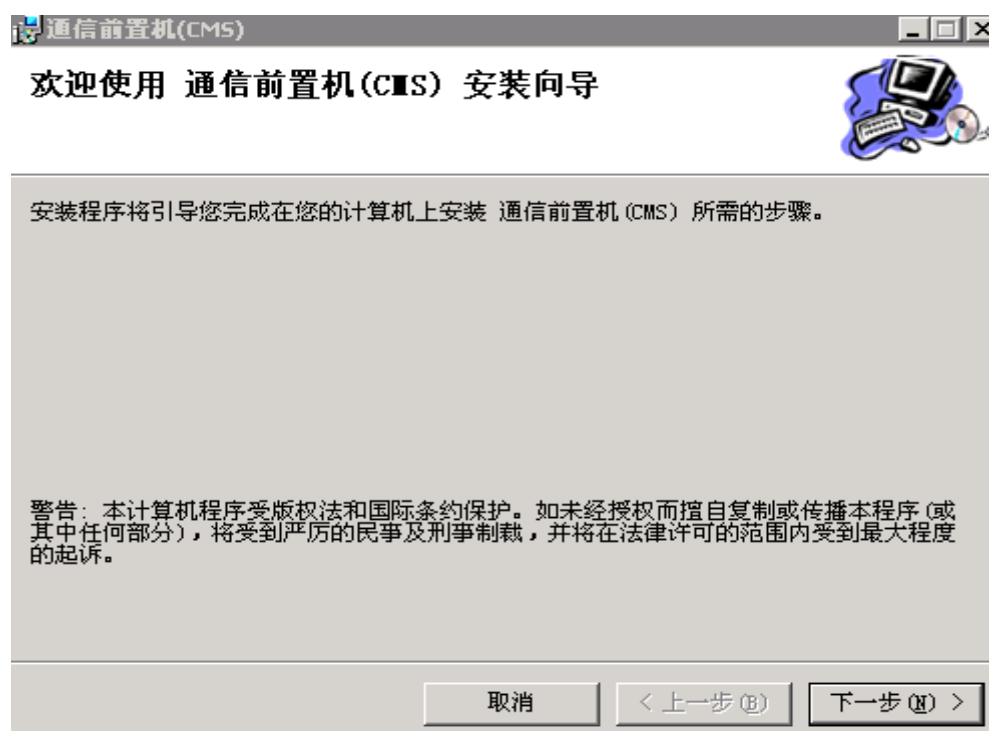 通信前置机(CMS)
欢迎使用 通信前置机(CMS) 安装向导
安装程序将引导您完成在您的计算机上安装 通信前置机(CMS) 所需的步骤。
警告: 本计算机程序受版权法和国际条约保护。如未经授权而擅自复制或传播本程序(或
其中任何部分)，将受到严厉的民事及刑事制裁，并将在法律许可的范围内受到最大程度
的起诉。
取消 < 上一步(B) 下一步(N) >